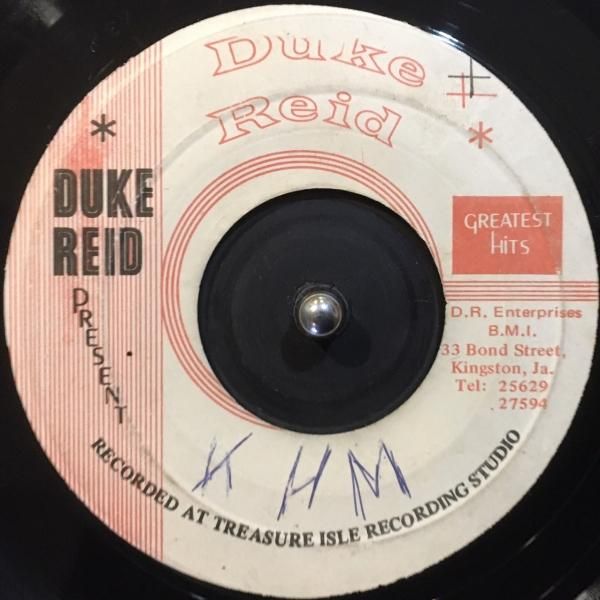 Duke
Reid
*
*
DUKE
REID
PRESENT
GREATEST
HITS
D.R. Enterprises
B.M.I.
33 Bond Street,
Kingston, Ja.
Tel: 25629
27594
K H M
RECORDED AT TREASURE ISLE RECORDING STUDIO